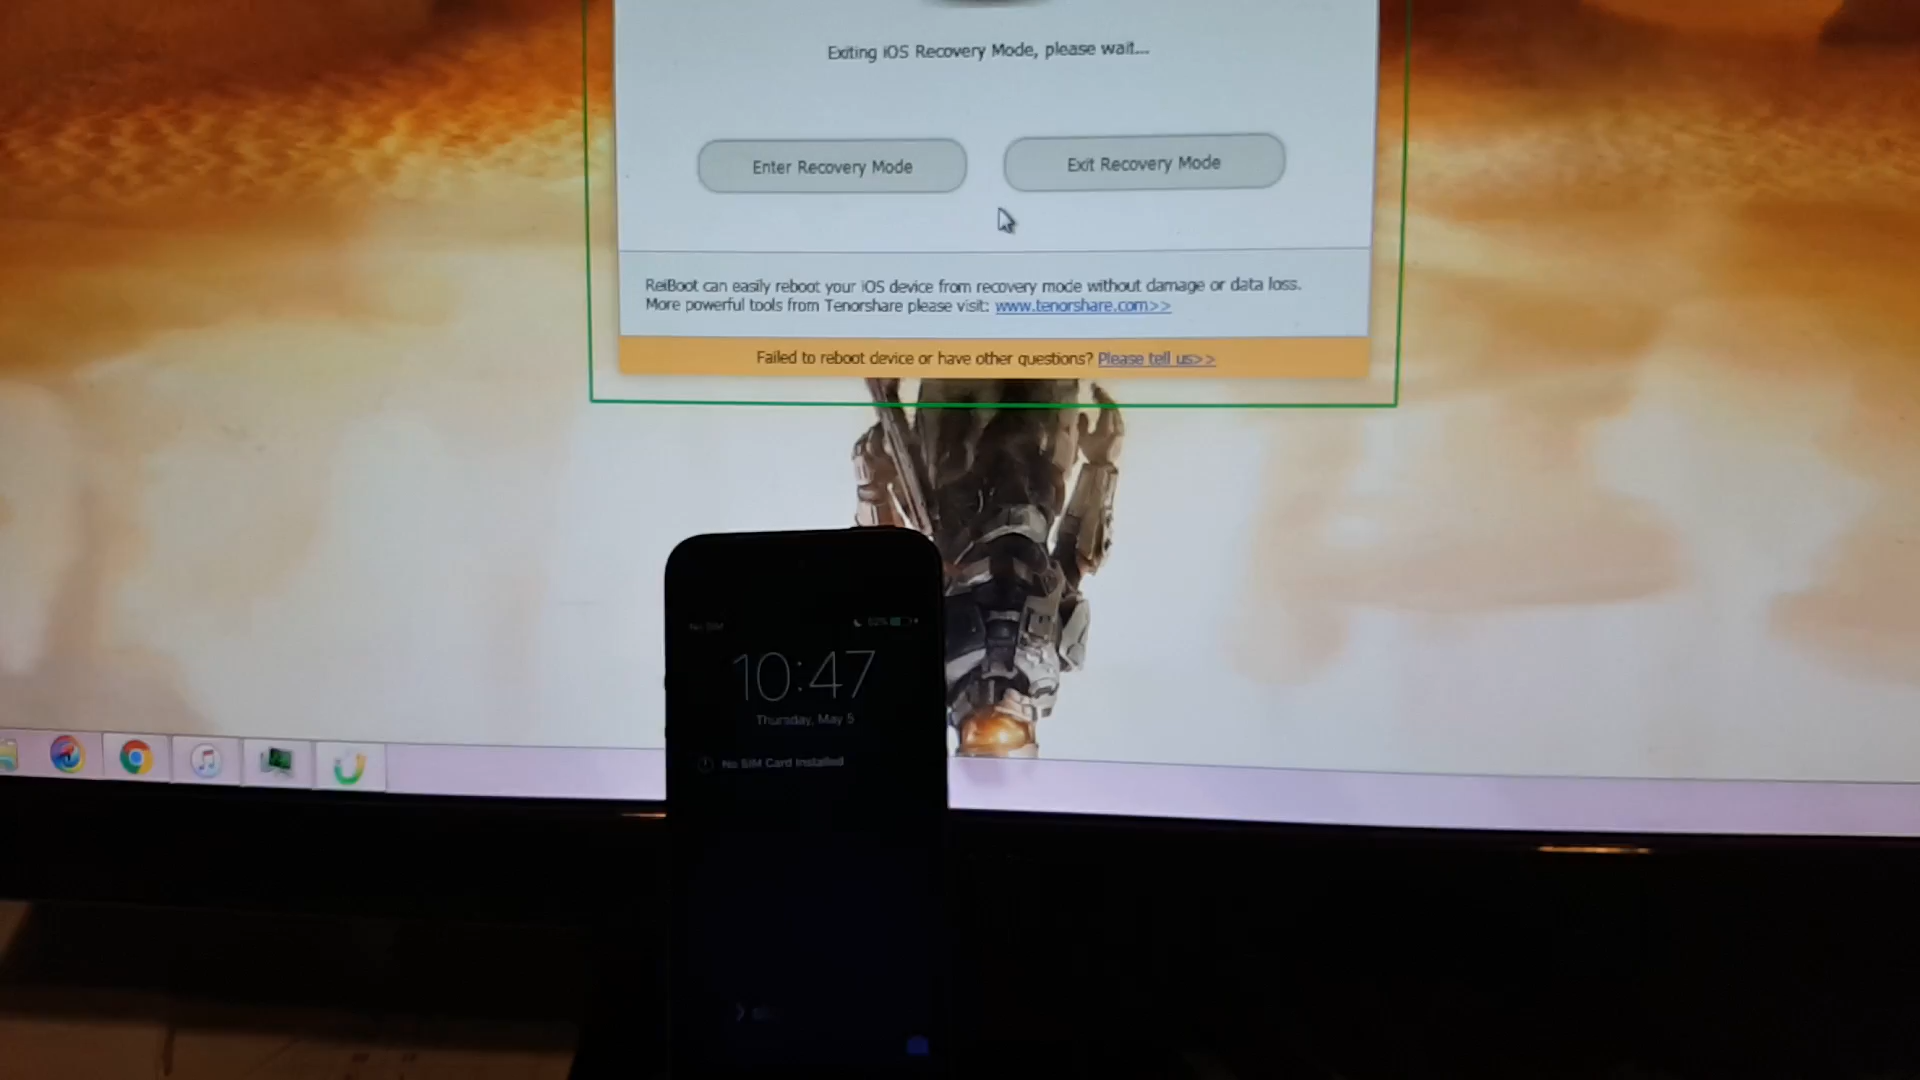 Exiting iOS Recovery Mode, please wait...
Enter Recovery Mode
Exit Recovery Mode
ReiBoot can easily reboot your iOS device from recovery mode without damage or data loss.
More powerful tools from Tenorshare please visit: www.tenorshare.com>>
Failed to reboot device or have other questions? Please tell us>>
No SIM
52%
10:47
Thursday, May 5
No SIM Card Installed